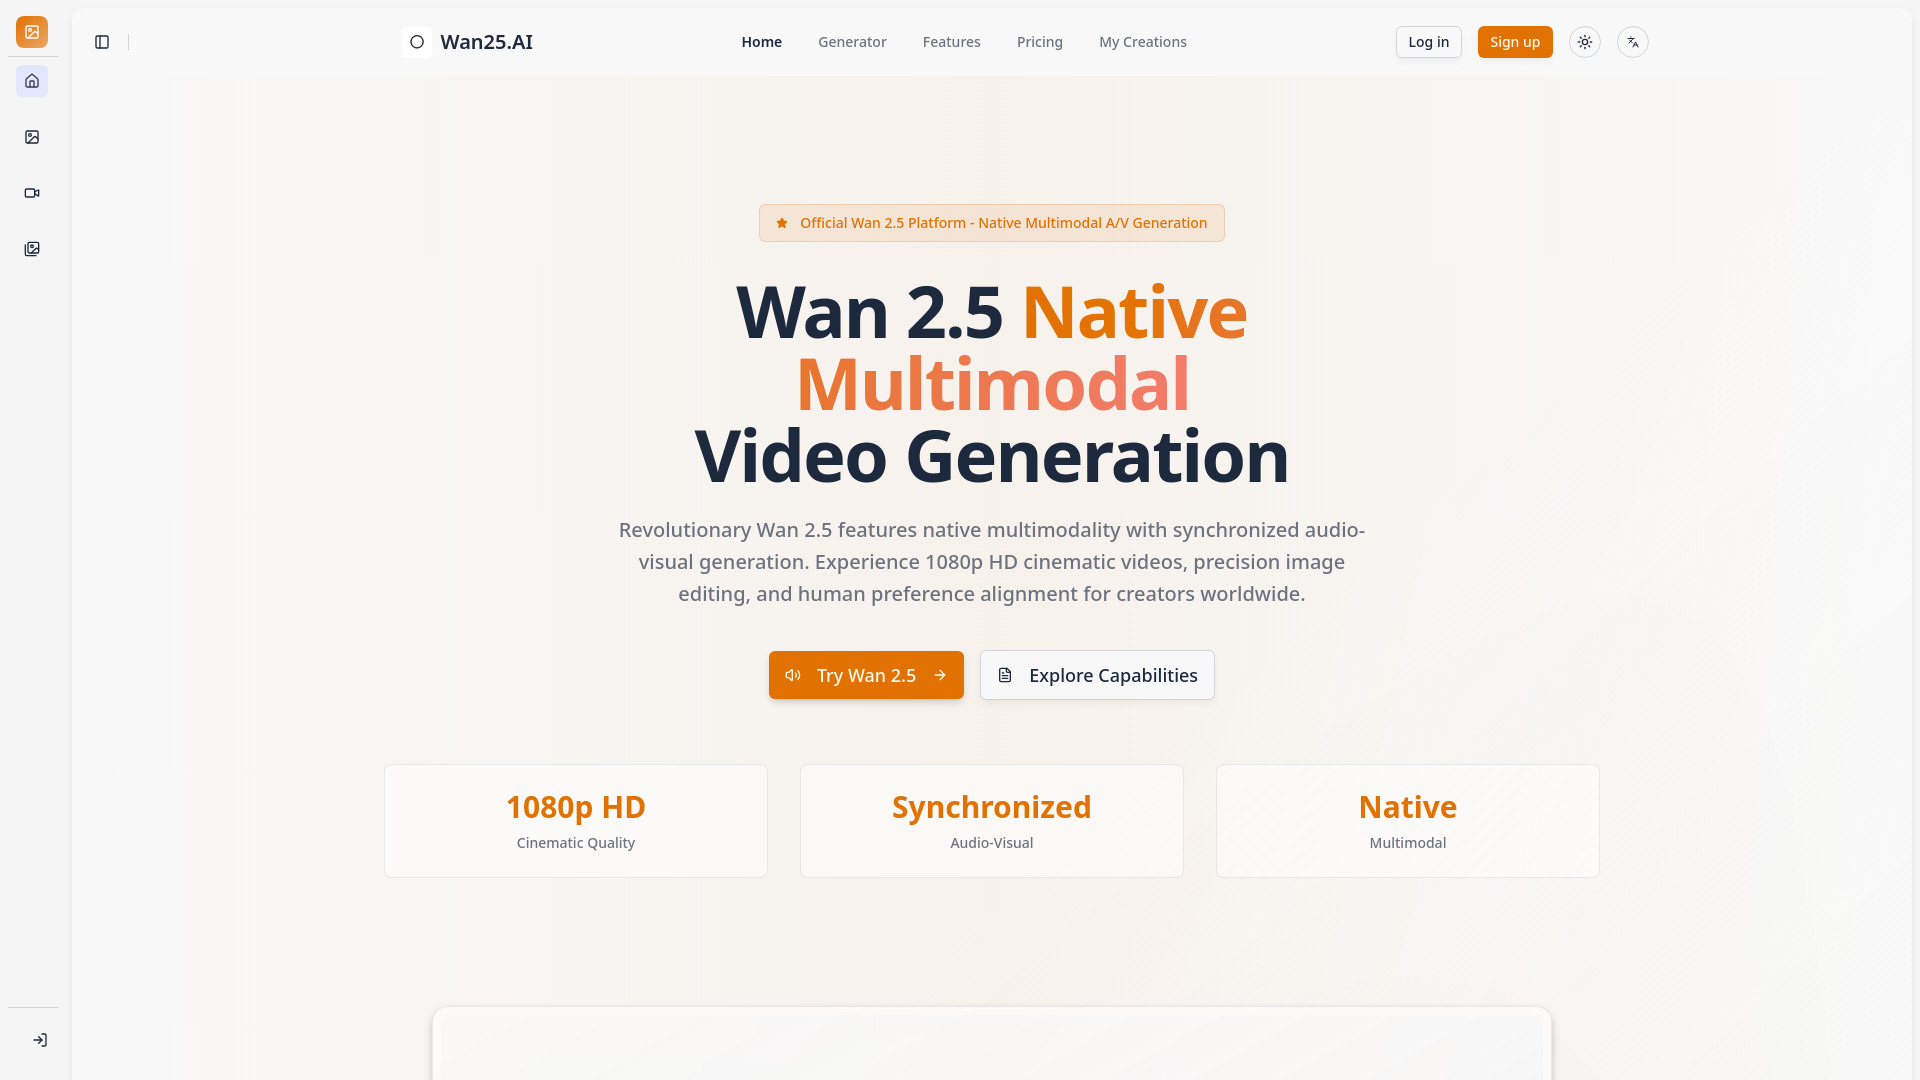 Wan25.AI
Home
Generator
Features
Pricing
My Creations
Log in
Sign up
Official Wan 2.5 Platform - Native Multimodal A/V Generation
Wan 2.5 Native
Multimodal
Video Generation
Revolutionary Wan 2.5 features native multimodality with synchronized audio-
visual generation. Experience 1080p HD cinematic videos, precision image
editing, and human preference alignment for creators worldwide.
Try Wan 2.5
Explore Capabilities
1080p HD
Cinematic Quality
Synchronized
Audio-Visual
Native
Multimodal